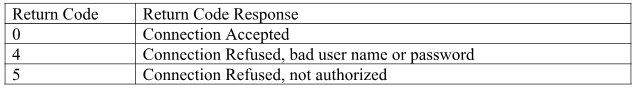 Return Code Return Code Response
0 Connection Accepted
4 Connection Refused, bad user name or password
5 Connection Refused, not authorized